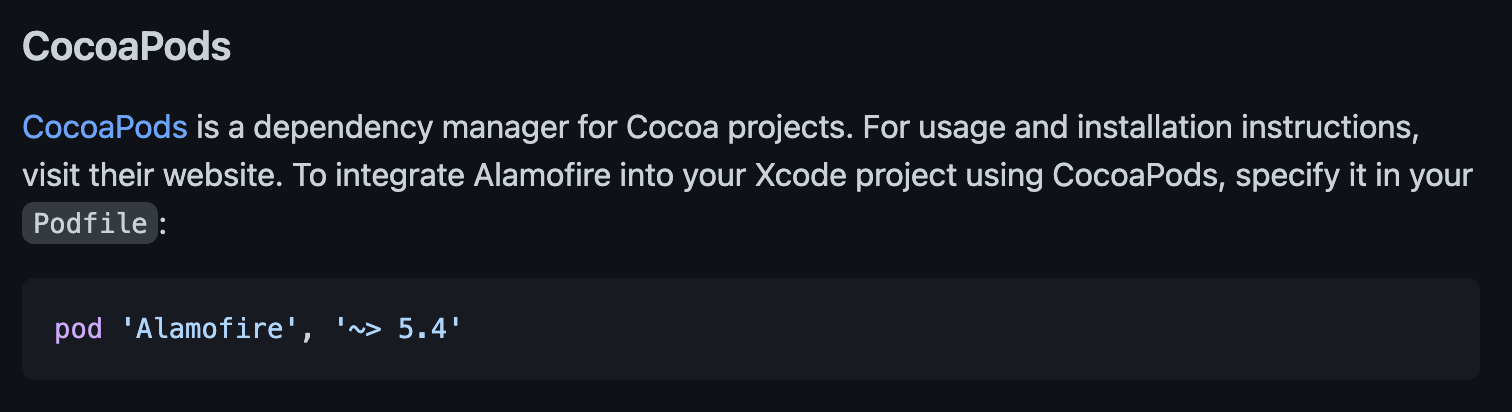 CocoaPods
CocoaPods is a dependency manager for Cocoa projects. For usage and installation instructions,
visit their website. To integrate Alamofire into your Xcode project using CocoaPods, specify it in your
Podfile:
pod 'Alamofire', '~> 5.4'